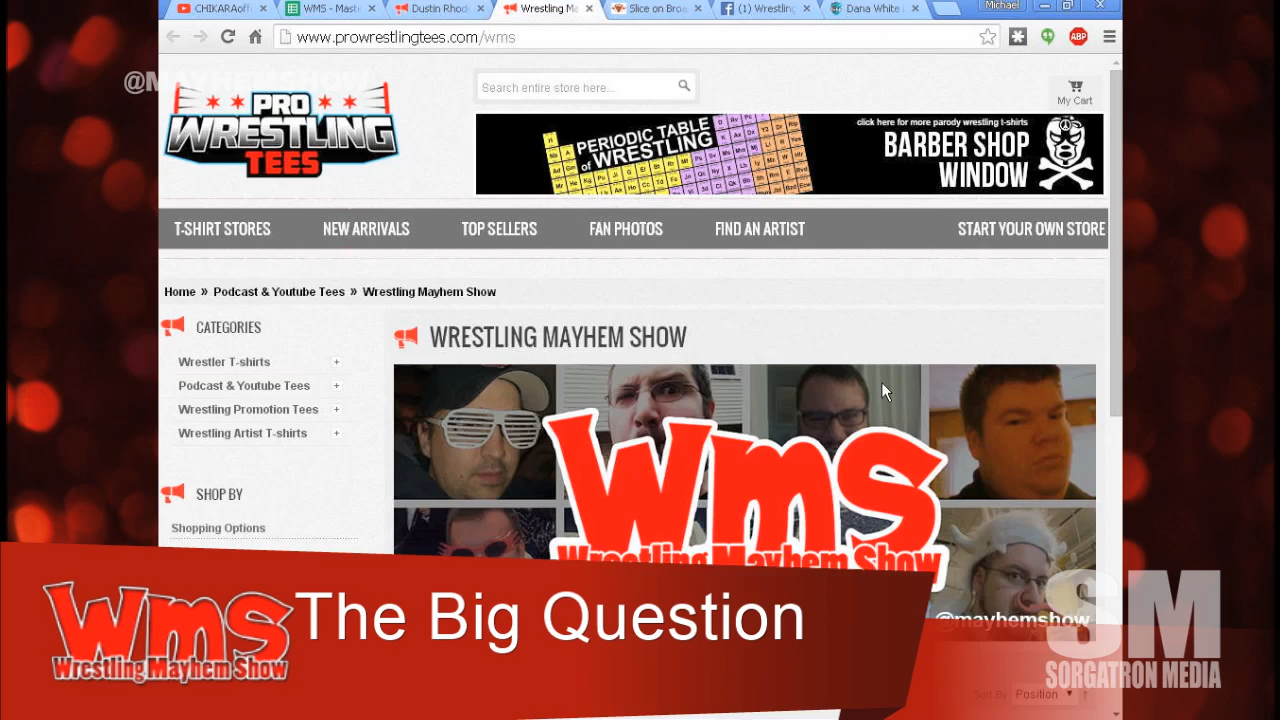 CHIKARAoff
WMS - Mast
Dustin Rhod
Wrestling Ma
Slice on Broa
(1) Wrestling
Dana White i
Michael
www.prowrestlingtees.com/wms
ABP
@MAYHEMSHOW
PRO
WRESTLING
TEES
Search entire store here...
My Cart
PERIODIC TABLE
of WRESTLING
click here for more parody wrestling t-shirts
BARBER SHOP
WINDOW
T-SHIRT STORES
NEW ARRIVALS
TOP SELLERS
FAN PHOTOS
FIND AN ARTIST
START YOUR OWN STORE
Home » Podcast & Youtube Tees » Wrestling Mayhem Show
CATEGORIES
Wrestler T-shirts +
Podcast & Youtube Tees +
Wrestling Promotion Tees +
Wrestling Artist T-shirts +
SHOP BY
Shopping Options
WRESTLING MAYHEM SHOW
wms
Wrestling Mayhem Show
@mayhemshow
wms
Wrestling Mayhem Show
The Big Question
SM
SORGATRON MEDIA
Sort By Position